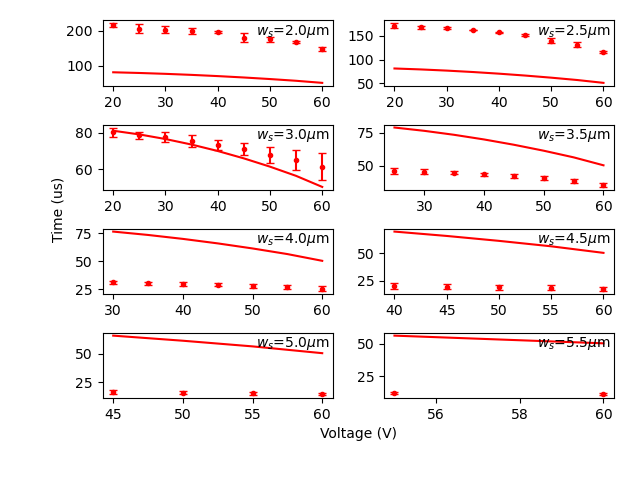 200
100
w_s=2.0μm
20 30 40 50 60
150
100
50
w_s=2.5μm
20 30 40 50 60
80
60
w_s=3.0μm
20 30 40 50 60
75
50
w_s=3.5μm
30 40 50 60
75
50
25
w_s=4.0μm
30 40 50 60
50
25
w_s=4.5μm
40 45 50 55 60
50
25
w_s=5.0μm
45 50 55 60
50
25
w_s=5.5μm
56 58 60
Time (us)
Voltage (V)